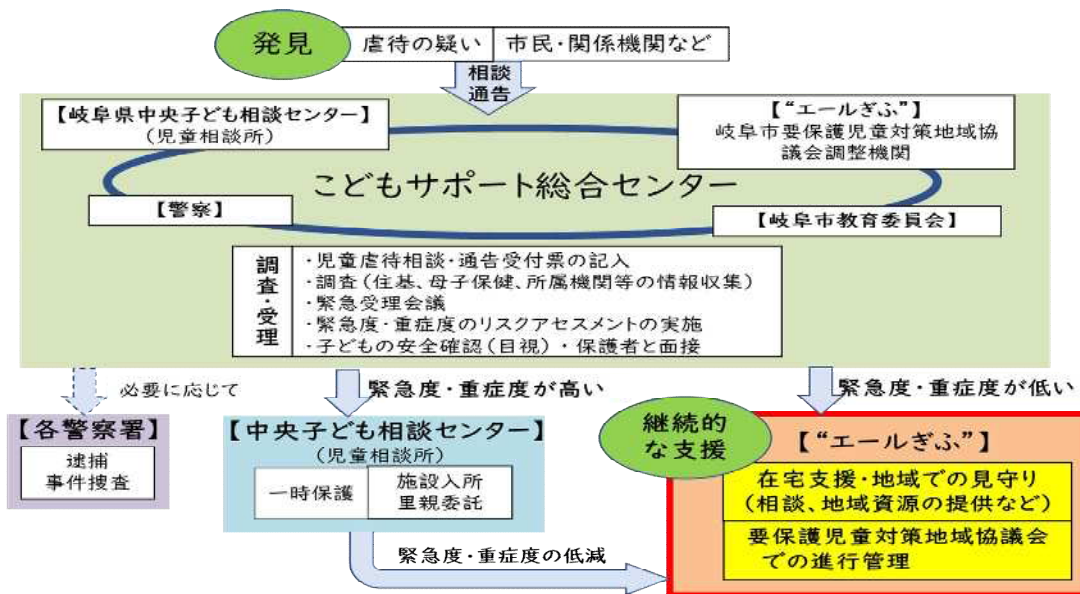 発見
虐待の疑い
市民・関係機関など
相談
通告
【岐阜県中央子ども相談センター】
(児童相談所)
【“エールぎふ”】
岐阜市要保護児童対策地域協
議会調整機関
こどもサポート総合センター
【警察】
【岐阜市教育委員会】
調査・受理
・児童虐待相談・通告受付票の記入
・調査(住基、母子保健、所属機関等の情報収集)
・緊急受理会議
・緊急度・重症度のリスクアセスメントの実施
・子どもの安全確認(目視)・保護者と面接
必要に応じて
緊急度・重症度が高い
緊急度・重症度が低い
【各警察署】
逮捕
事件捜査
【中央子ども相談センター】
(児童相談所)
一時保護
施設入所
里親委託
継続的
な支援
【“エールぎふ”】
在宅支援・地域での見守り
(相談、地域資源の提供など)
要保護児童対策地域協議会
での進行管理
緊急度・重症度の低減